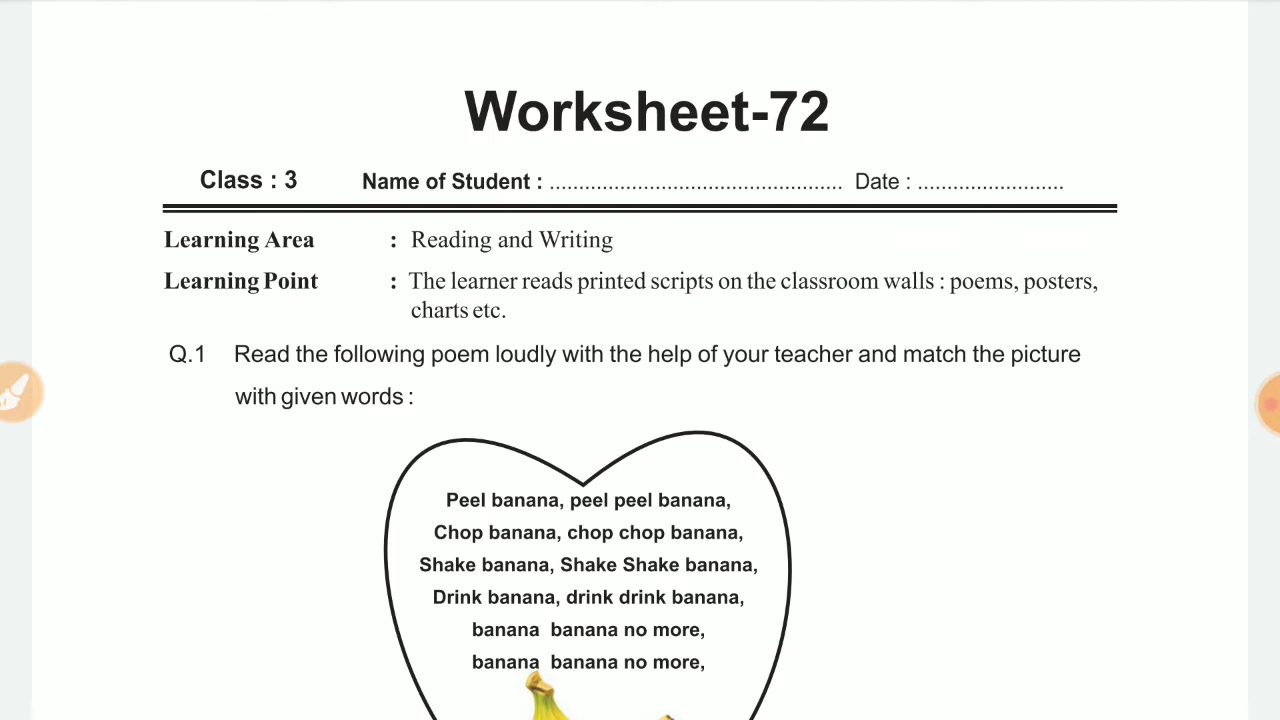 Worksheet-72
Class : 3 Name of Student : ................................................. Date : .........................
Learning Area : Reading and Writing
Learning Point : The learner reads printed scripts on the classroom walls : poems, posters,
charts etc.
Q.1 Read the following poem loudly with the help of your teacher and match the picture
with given words :
Peel banana, peel peel banana,
Chop banana, chop chop banana,
Shake banana, Shake Shake banana,
Drink banana, drink drink banana,
banana banana no more,
banana banana no more,